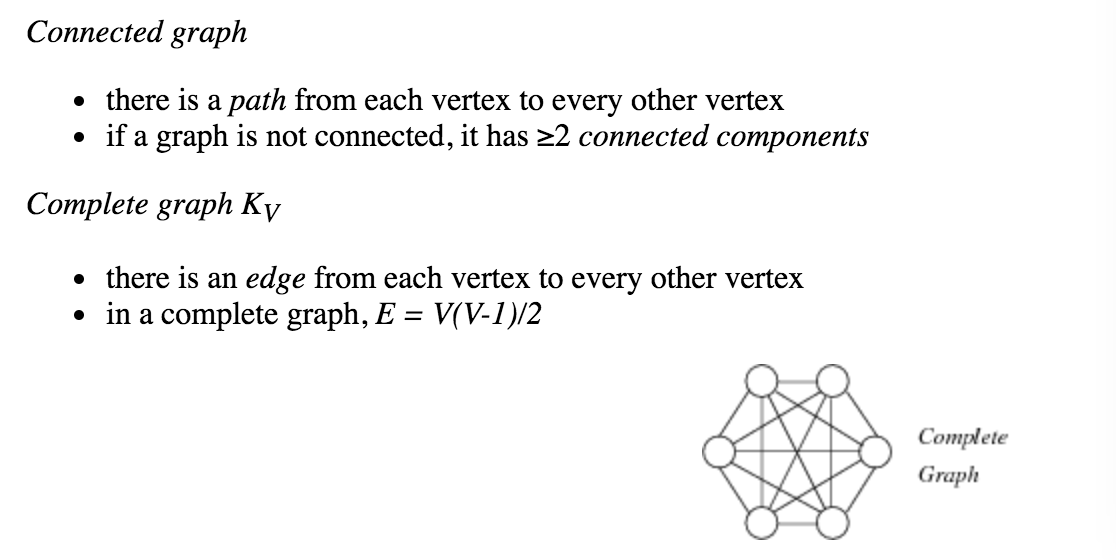 Connected graph
• there is a path from each vertex to every other vertex
• if a graph is not connected, it has ≥2 connected components
Complete graph KV
• there is an edge from each vertex to every other vertex
• in a complete graph, E = V(V-1)/2
Complete
Graph